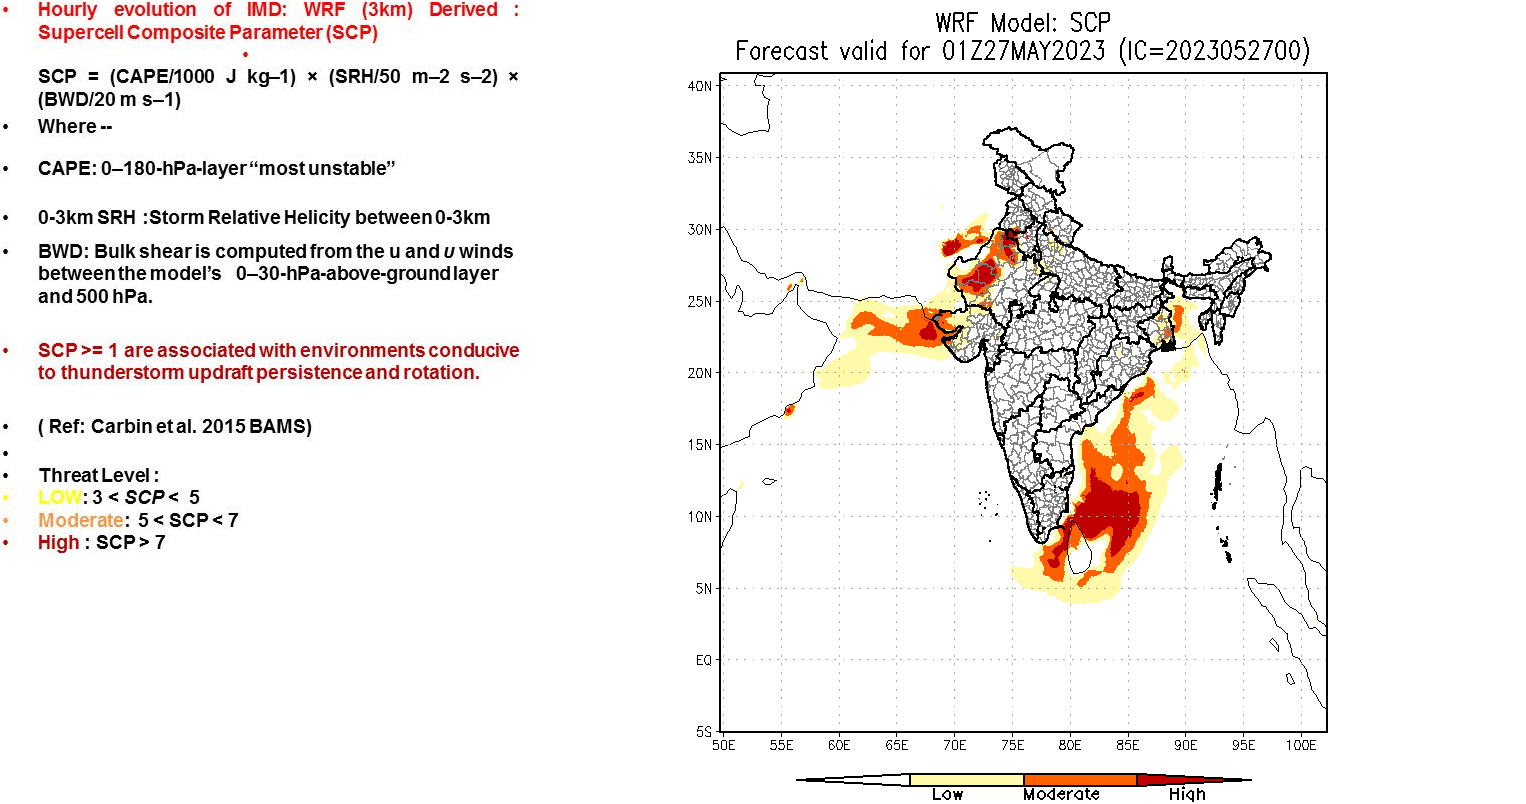 • Hourly evolution of IMD: WRF (3km) Derived :
Supercell Composite Parameter (SCP)
•
SCP = (CAPE/1000 J kg–1) × (SRH/50 m–2 s–2) ×
(BWD/20 m s–1)
• Where --
• CAPE: 0–180-hPa-layer “most unstable”
• 0-3km SRH :Storm Relative Helicity between 0-3km
• BWD: Bulk shear is computed from the u and υ winds
between the model’s 0–30-hPa-above-ground layer
and 500 hPa.
• SCP >= 1 are associated with environments conducive
to thunderstorm updraft persistence and rotation.
• ( Ref: Carbin et al. 2015 BAMS)
•
• Threat Level :
• LOW: 3 < SCP < 5
• Moderate: 5 < SCP < 7
• High : SCP > 7
WRF Model: SCP
Forecast valid for 01Z27MAY2023 (IC=2023052700)
40N
35N
30N
25N
20N
15N
10N
5N
EQ
5S
50E 55E 60E 65E 70E 75E 80E 85E 90E 95E 100E
Low Moderate High